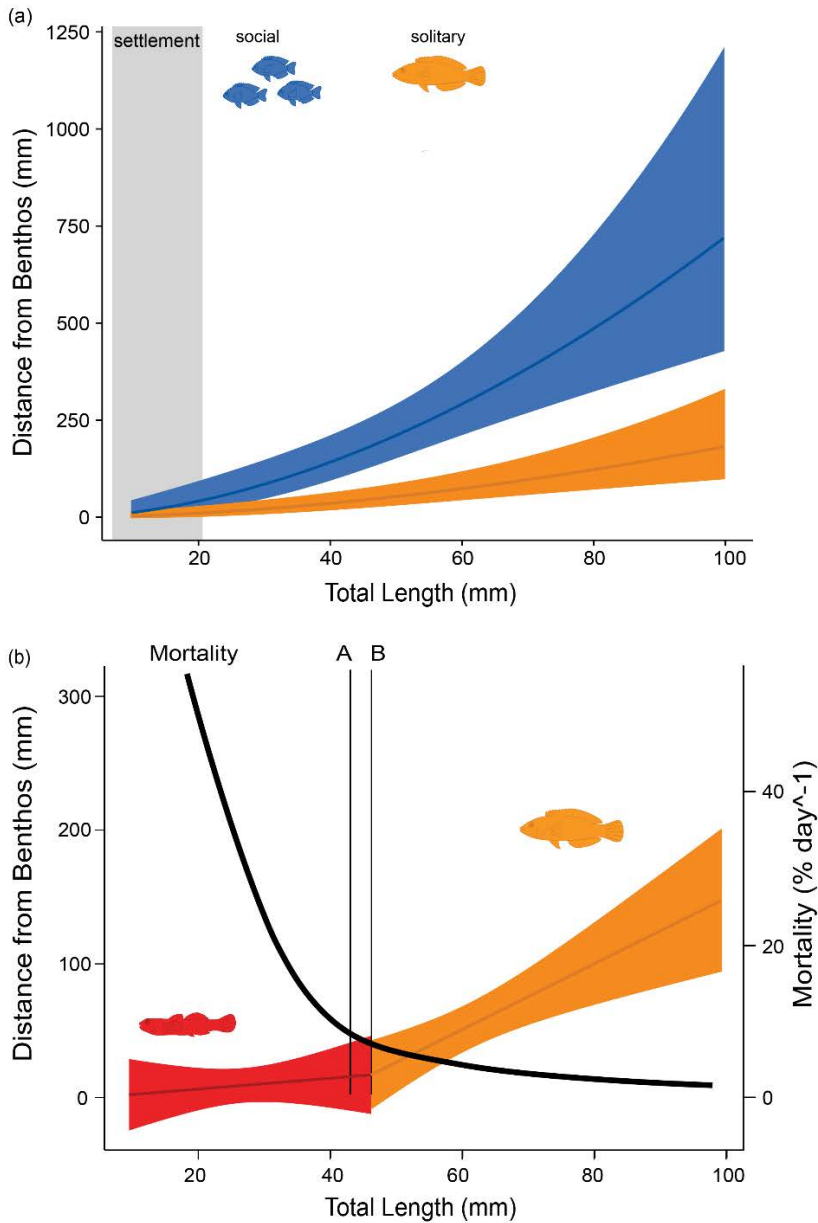 (a)
settlement social solitary
1250
1000
750
500
250
0
Distance from Benthos (mm)
20 40 60 80 100
Total Length (mm)
(b)
Mortality A B
300
200
100
0
Distance from Benthos (mm)
40
20
0
Mortality (% day^-1)
20 40 60 80 100
Total Length (mm)